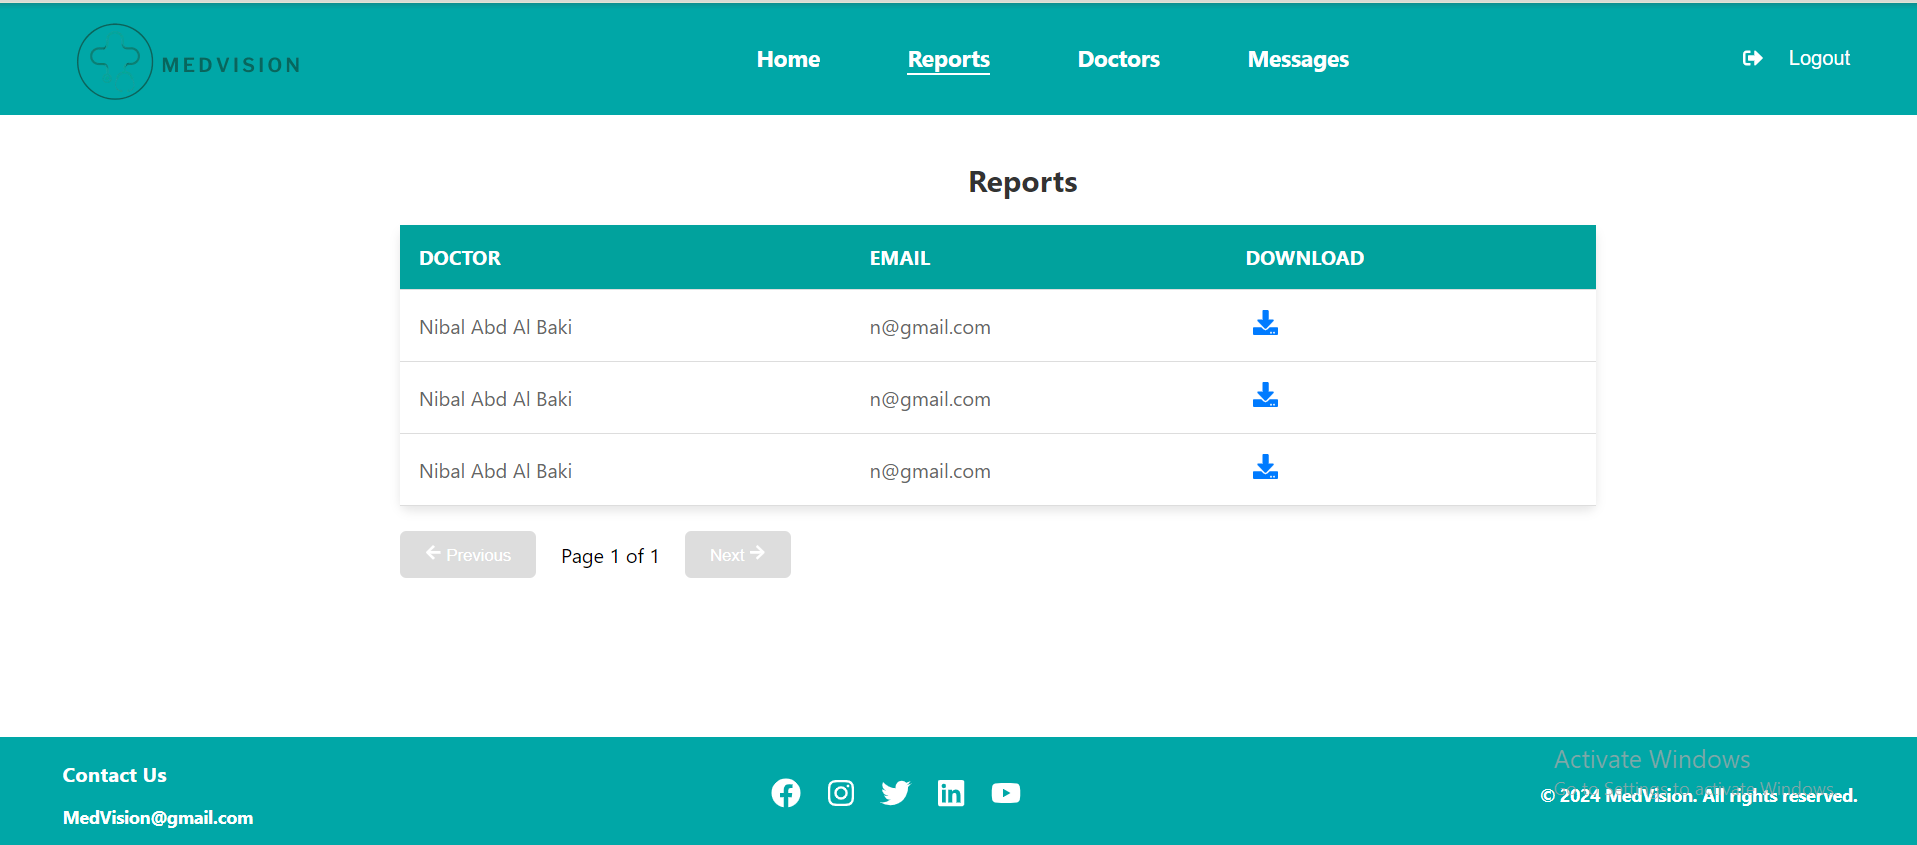 MEDVISION
Home Reports Doctors Messages Logout
Reports
DOCTOR EMAIL DOWNLOAD
Nibal Abd Al Baki n@gmail.com
Nibal Abd Al Baki n@gmail.com
Nibal Abd Al Baki n@gmail.com
Previous Page 1 of 1 Next
Contact Us
MedVision@gmail.com
Activate Windows
Go to Settings to activate Windows.
© 2024 MedVision. All rights reserved.